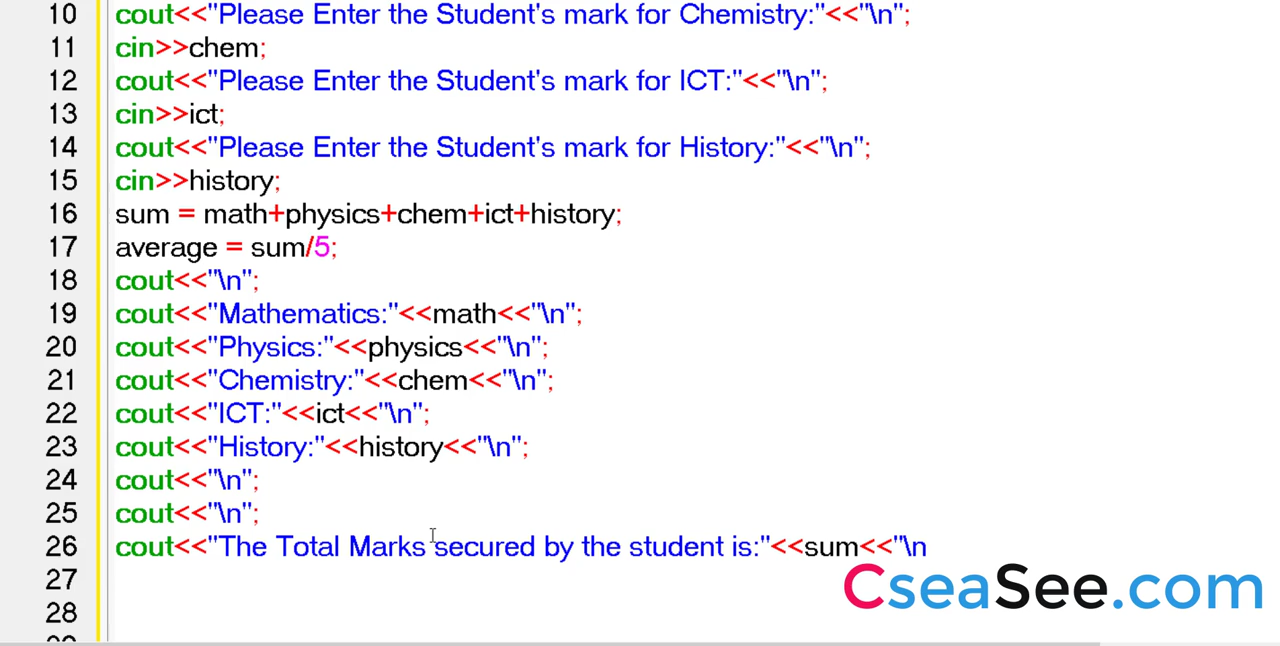 10 cout<<"Please Enter the Student's mark for Chemistry:"<<"\n";
11 cin>>chem;
12 cout<<"Please Enter the Student's mark for ICT:"<<"\n";
13 cin>>ict;
14 cout<<"Please Enter the Student's mark for History:"<<"\n";
15 cin>>history;
16 sum = math+physics+chem+ict+history;
17 average = sum/5;
18 cout<<"\n";
19 cout<<"Mathematics:"<<math<<"\n";
20 cout<<"Physics:"<<physics<<"\n";
21 cout<<"Chemistry:"<<chem<<"\n";
22 cout<<"ICT:"<<ict<<"\n";
23 cout<<"History:"<<history<<"\n";
24 cout<<"\n";
25 cout<<"\n";
26 cout<<"The Total Marks secured by the student is:"<<sum<<"\n
27
CseaSee.com
28